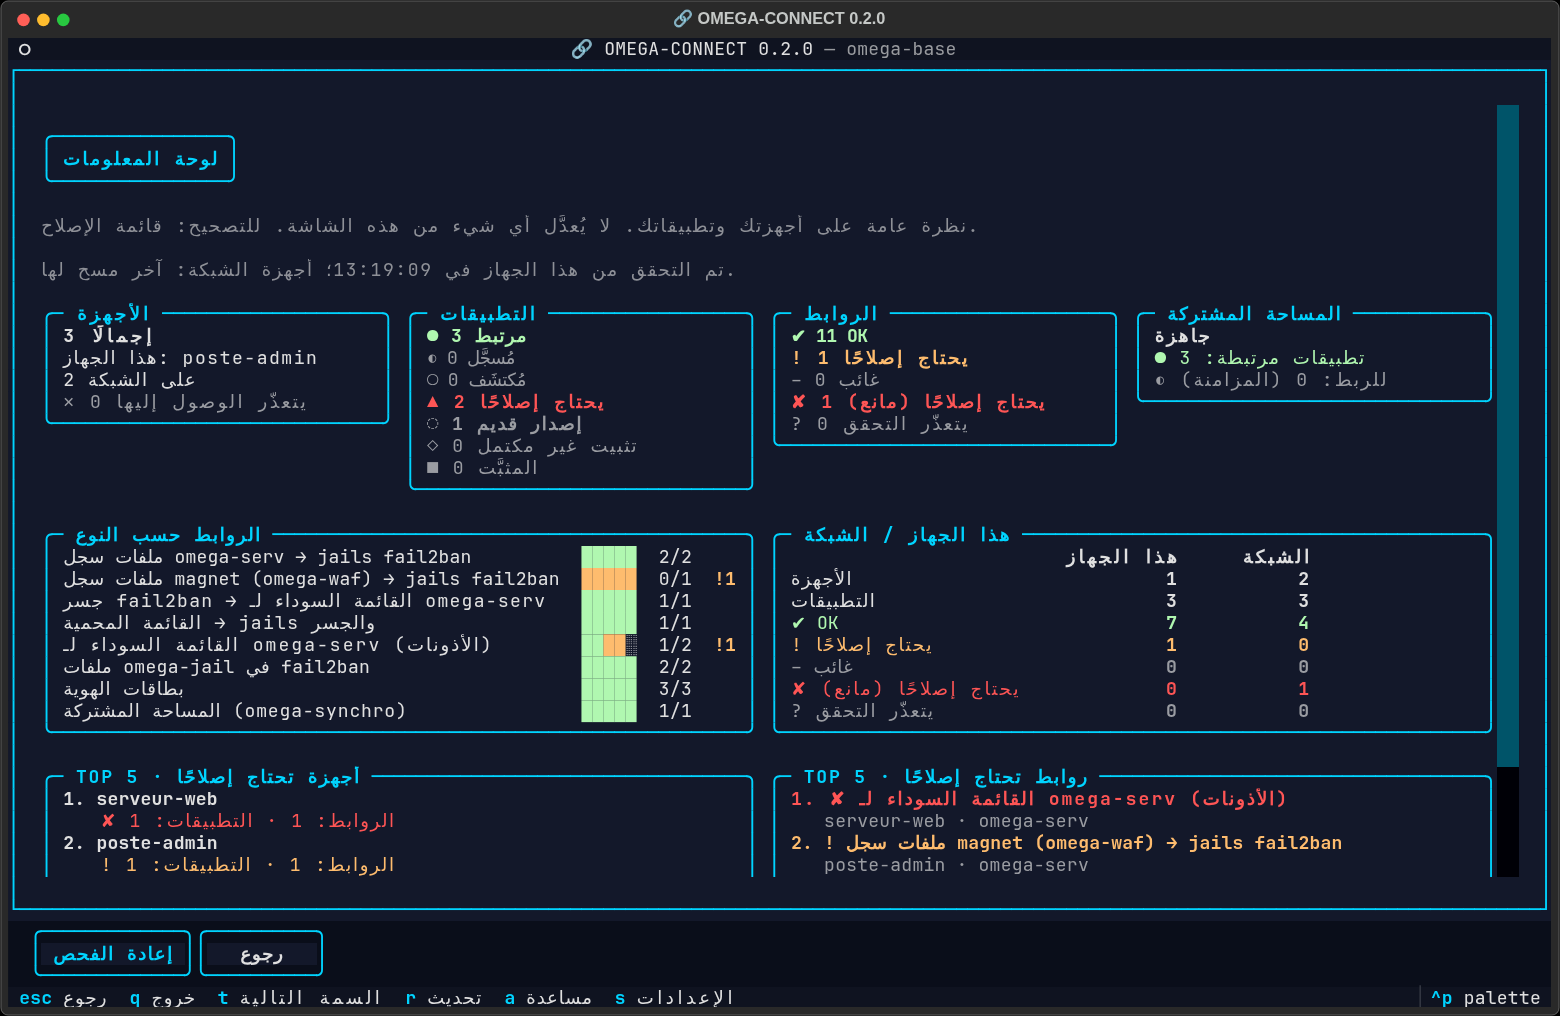 🔗 OMEGA-CONNECT 0.2.0
🔗 OMEGA-CONNECT 0.2.0 — omega-base
لوحة المعلومات
نظرة عامة على أجهزتك وتطبيقاتك. لا يُعدَّل أي شيء من هذه الشاشة. للتصحيح: قائمة الإصلاح.
تم التحقق من هذا الجهاز في 13:19:09؛ أجهزة الشبكة: آخر مسح لها.
الأجهزة
3 إجمالًا
هذا الجهاز: poste-admin
2 على الشبكة
× 0 يتعذّر الوصول إليها
التطبيقات
● 3 مرتبط
◐ 0 مُسجَّل
○ 0 مُكتشَف
▲ 2 يحتاج إصلاحًا
◌ 1 إصدار قديم
◇ 0 تثبيت غير مكتمل
■ 0 المثبَّت
الروابط
✔ 11 OK
! 1 يحتاج إصلاحًا
– 0 غائب
✘ 1 يحتاج إصلاحًا (مانع)
? 0 يتعذّر التحقق
المساحة المشتركة
جاهزة
● 3 تطبيقات مرتبطة:
◐ 0 للربط: (المزامنة)
الروابط حسب النوع
ملفات سجل omega-serv → jails fail2ban 2/2
ملفات سجل magnet (omega-waf) → jails fail2ban 0/1 !1
جسر fail2ban → القائمة السوداء لـ omega-serv 1/1
القائمة المحمية → jails والجسر 1/1
القائمة السوداء لـ omega-serv (الأذونات) 1/2 !1
ملفات omega-jail في fail2ban 2/2
بطاقات الهوية 3/3
المساحة المشتركة (omega-synchro) 1/1
هذا الجهاز / الشبكة
هذا الجهاز الشبكة
الأجهزة 1 2
التطبيقات 3 3
✔ OK 7 4
! يحتاج إصلاحًا 1 0
– غائب 0 0
✘ يحتاج إصلاحًا (مانع) 0 1
? يتعذّر التحقق 0 0
TOP 5 · أجهزة تحتاج إصلاحًا
1. serveur-web
✘ الروابط: 1 · التطبيقات: 1
2. poste-admin
! الروابط: 1 · التطبيقات: 1
TOP 5 · روابط تحتاج إصلاحًا
1. ✘ القائمة السوداء لـ omega-serv (الأذونات)
serveur-web · omega-serv
2. ! ملفات سجل magnet (omega-waf) → jails fail2ban
poste-admin · omega-serv
إعادة الفحص
رجوع
esc رجوع q خروج t السمة التالية r تحديث a مساعدة s الإعدادات ^p palette